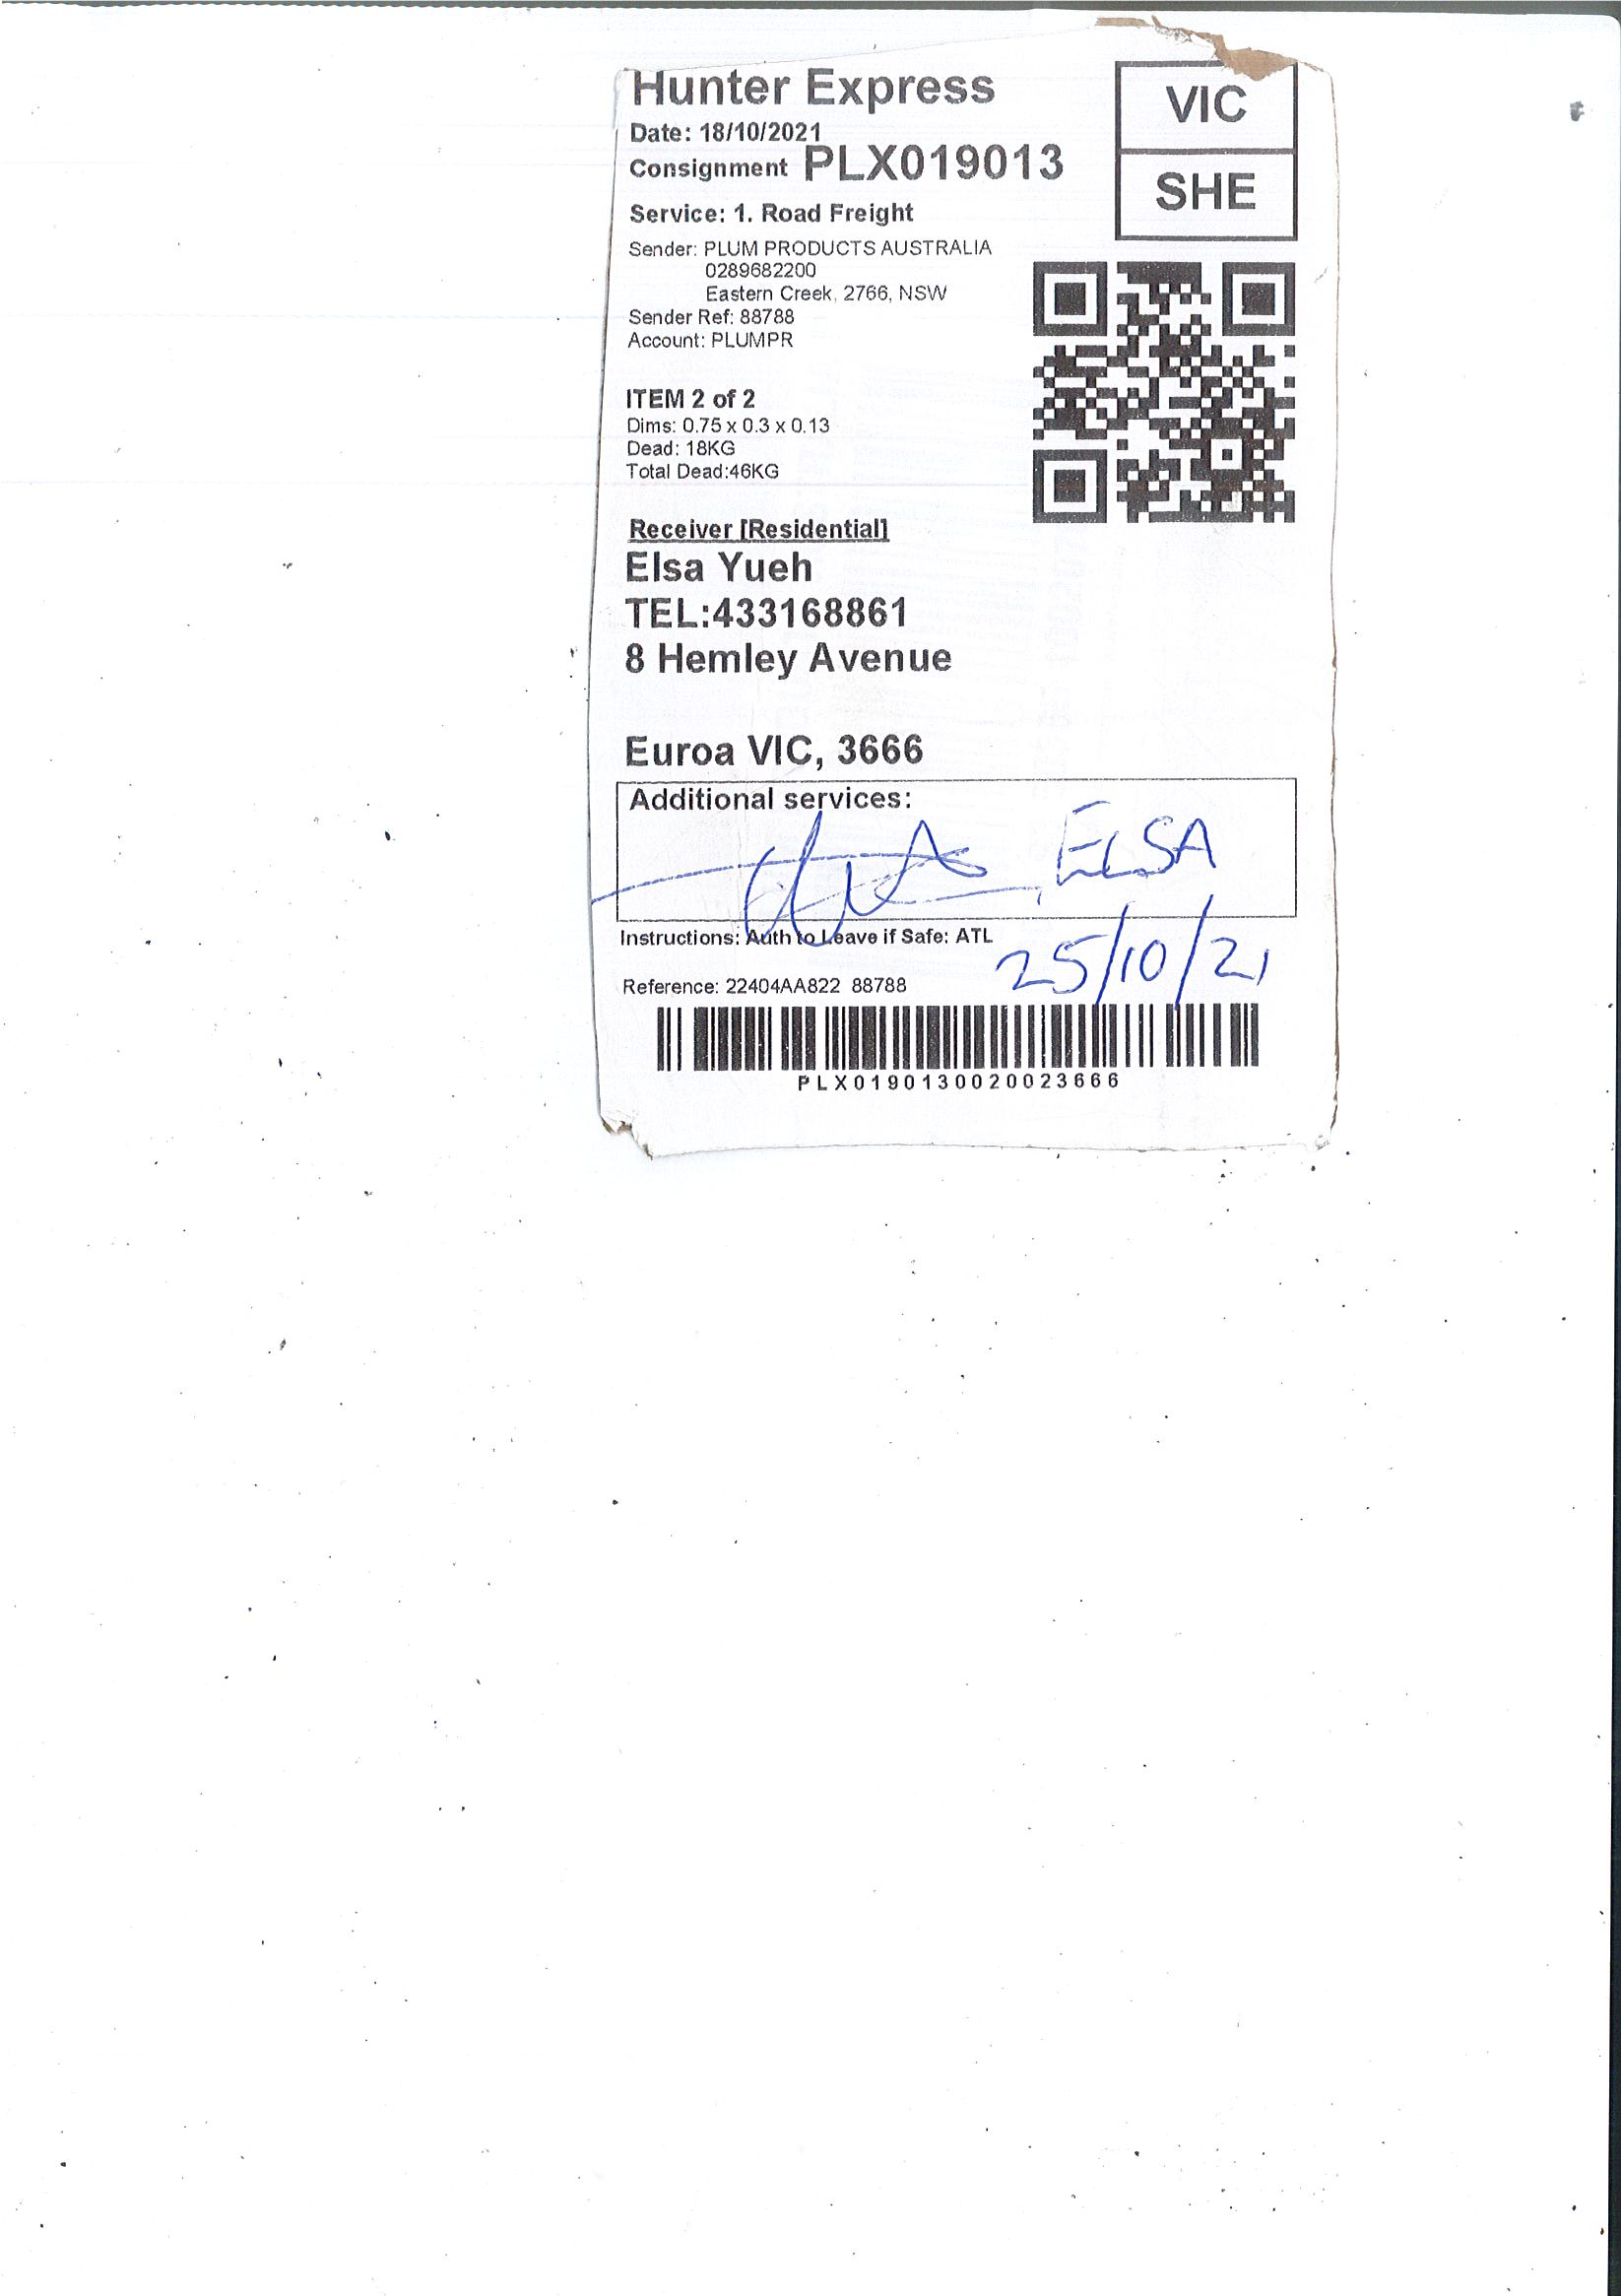 Hunter Express
VIC
Date: 18/10/2021
Consignment PLX019013
SHE
Service: 1. Road Freight
Sender: PLUM PRODUCTS AUSTRALIA
0289682200
Eastern Creek, 2766, NSW
Sender Ref: 88788
Account: PLUMPR
ITEM 2 of 2
Dims: 0.75 x 0.3 x 0.13
Dead: 18KG
Total Dead:46KG
Receiver [Residential]
Elsa Yueh
TEL:433168861
8 Hemley Avenue
Euroa VIC, 3666
Additional services:
ELSA
Instructions: Auth to Leave if Safe: ATL
25/10/21
Reference: 22404AA822 88788
PLX0190130020023666